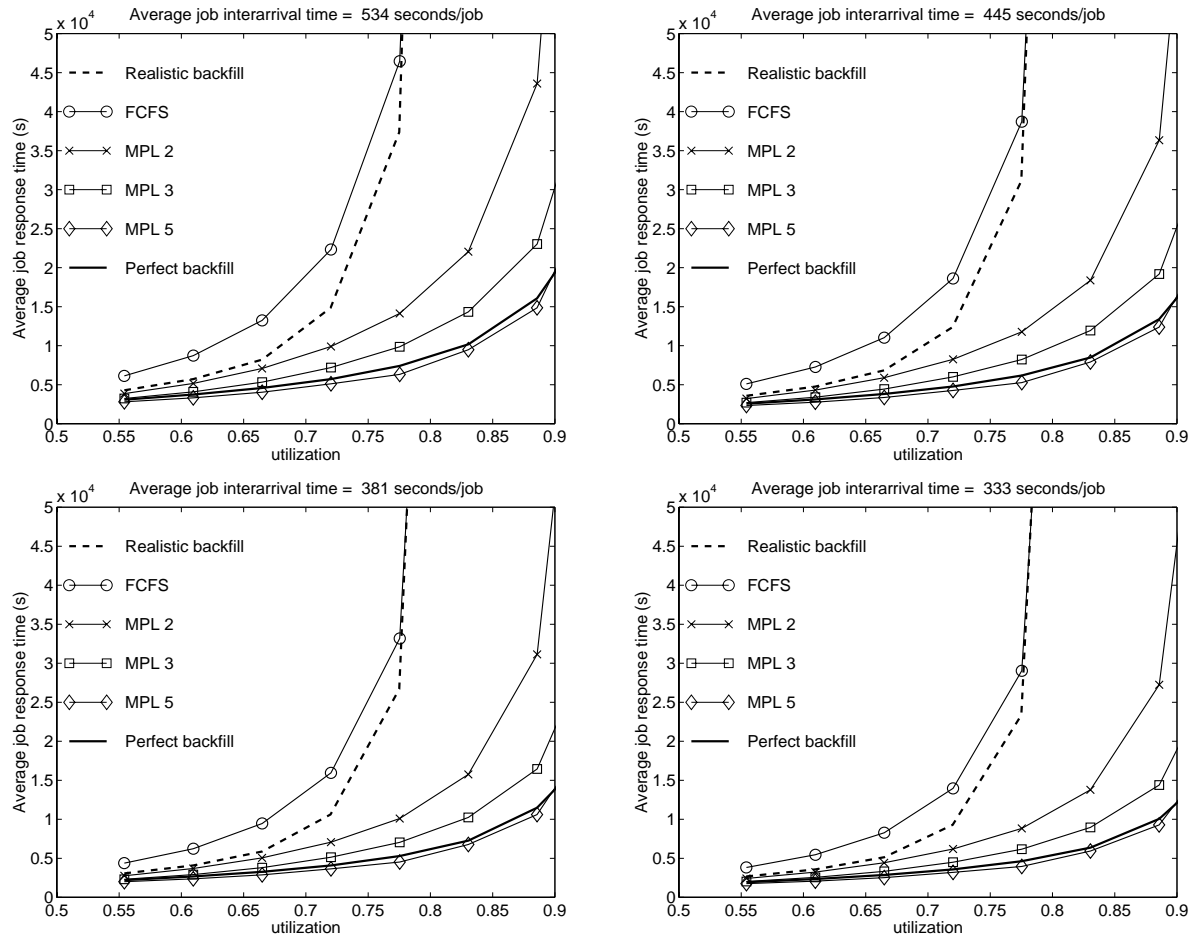 Average job interarrival time = 534 seconds/job
x 10^4
5
4.5
4
3.5
3
2.5
2
1.5
1
0.5
0
Average job response time (s)
Realistic backfill
FCFS
MPL 2
MPL 3
MPL 5
Perfect backfill
0.5 0.55 0.6 0.65 0.7 0.75 0.8 0.85 0.9
utilization
Average job interarrival time = 445 seconds/job
x 10^4
5
4.5
4
3.5
3
2.5
2
1.5
1
0.5
0
Average job response time (s)
Realistic backfill
FCFS
MPL 2
MPL 3
MPL 5
Perfect backfill
0.5 0.55 0.6 0.65 0.7 0.75 0.8 0.85 0.9
utilization
Average job interarrival time = 381 seconds/job
x 10^4
5
4.5
4
3.5
3
2.5
2
1.5
1
0.5
0
Average job response time (s)
Realistic backfill
FCFS
MPL 2
MPL 3
MPL 5
Perfect backfill
0.5 0.55 0.6 0.65 0.7 0.75 0.8 0.85 0.9
utilization
Average job interarrival time = 333 seconds/job
x 10^4
5
4.5
4
3.5
3
2.5
2
1.5
1
0.5
0
Average job response time (s)
Realistic backfill
FCFS
MPL 2
MPL 3
MPL 5
Perfect backfill
0.5 0.55 0.6 0.65 0.7 0.75 0.8 0.85 0.9
utilization